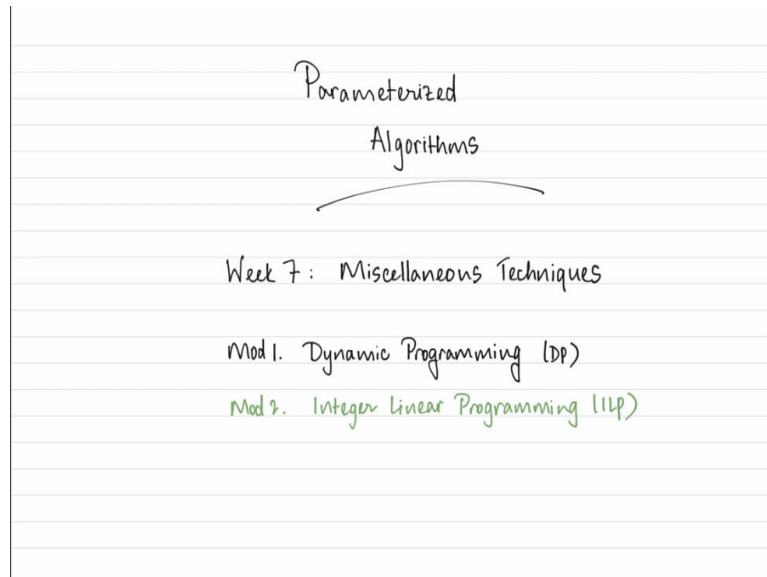 Parameterized
Algorithms
Week 7: Miscellaneous Techniques
Mod 1. Dynamic Programming (DP)
Mod 2. Integer Linear Programming (ILP)